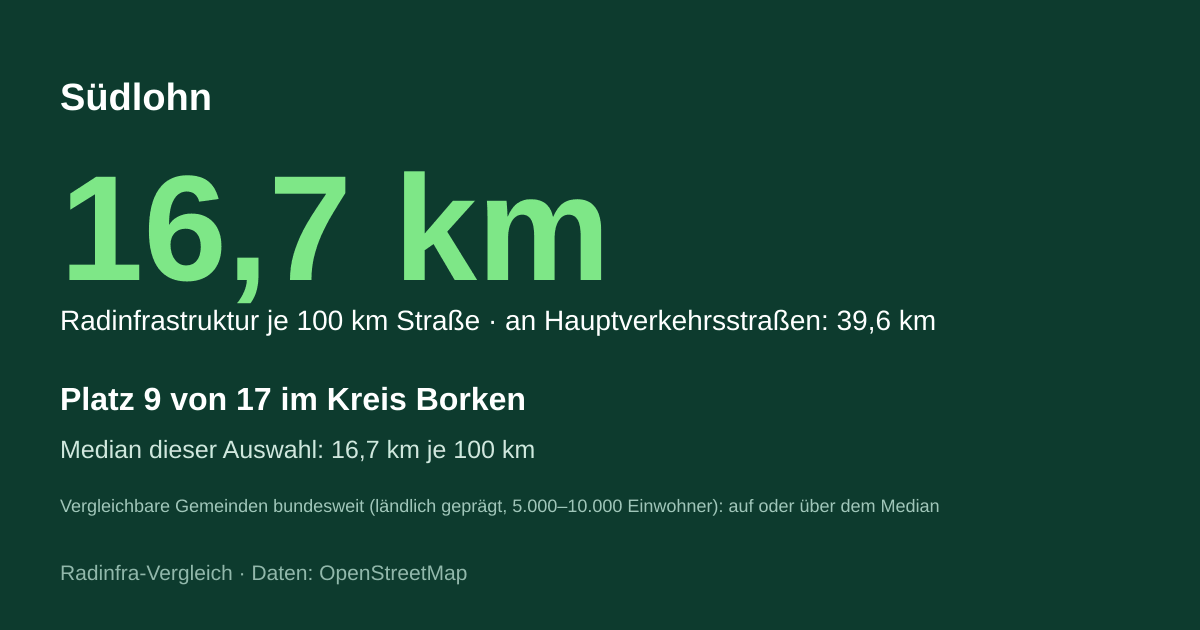 Südlohn
16,7 km
Radinfrastruktur je 100 km Straße · an Hauptverkehrsstraßen: 39,6 km
Platz 9 von 17 im Kreis Borken
Median dieser Auswahl: 16,7 km je 100 km
Vergleichbare Gemeinden bundesweit (ländlich geprägt, 5.000–10.000 Einwohner): auf oder über dem Median
Radinfra-Vergleich · Daten: OpenStreetMap